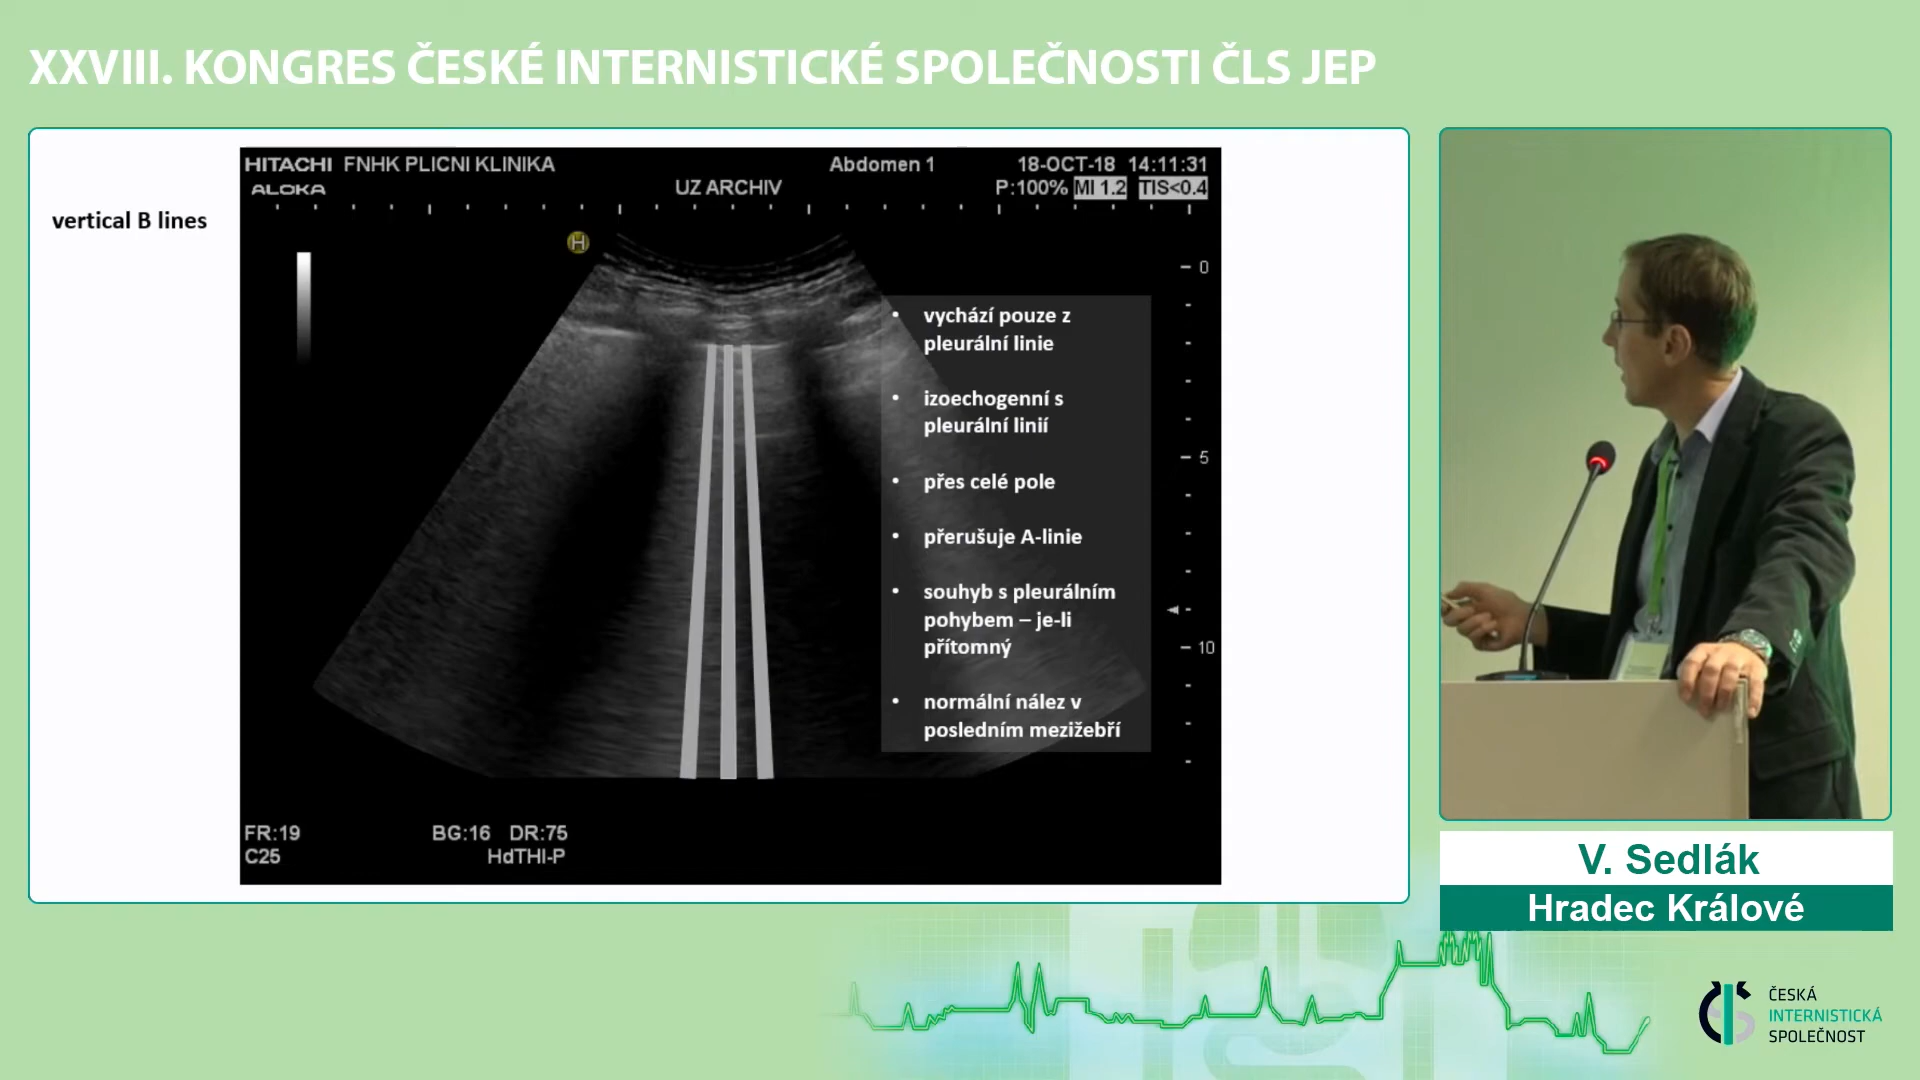 XXVIII. KONGRES ČESKÉ INTERNISTICKÉ SPOLEČNOSTI ČLS JEP
vertical B lines
HITACHI FNHK PLICNI KLINIKA Abdomen 1 18-OCT-18 14:11:31
ALOKA UZ ARCHIV P:100% MI 1.2 TIS<0.4
H
0
5
10
• vychází pouze z
pleurální linie
• izoechogenní s
pleurální linií
• přes celé pole
• přerušuje A-linie
• souhyb s pleurálním
pohybem – je-li
přítomný
• normální nález v
posledním mezižebří
FR:19 BG:16 DR:75
C25 HdTHI-P
V. Sedlák
Hradec Králové
ČESKÁ
INTERNISTICKÁ
SPOLEČNOST